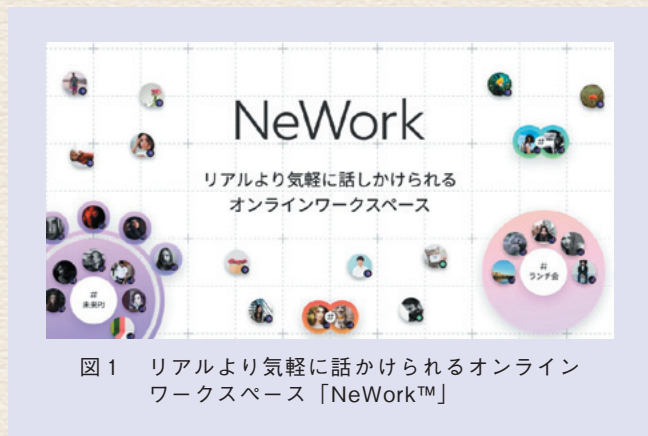 NeWork
リアルより気軽に話しかけられる
オンラインワークスペース
#
#
未来PJ
#
#
ランチ会
図1 リアルより気軽に話かけられるオンライン
ワークスペース「NeWork™」